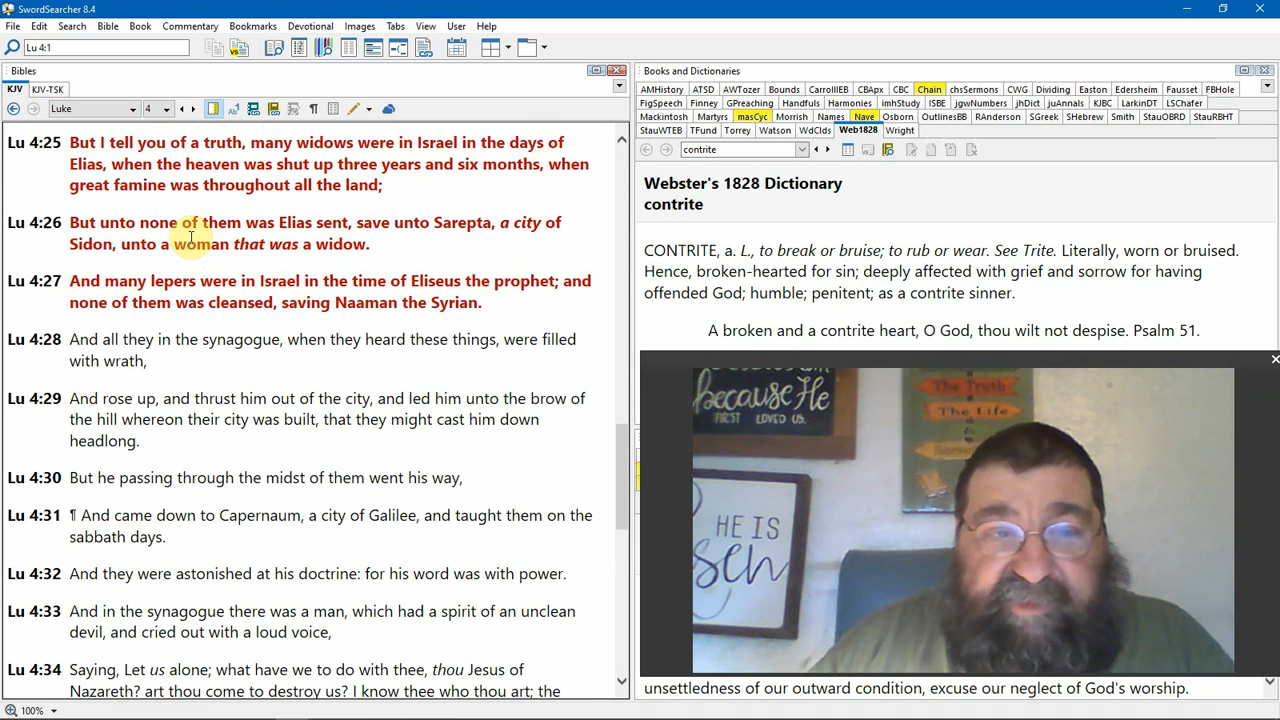 SwordSearcher 8.4
File Edit Search Bible Book Commentary Bookmarks Devotional Images Tabs View User Help
Lu 4:1
Bibles
KJV KJV-TSK
Luke 4
Lu 4:25 But I tell you of a truth, many widows were in Israel in the days of
Elias, when the heaven was shut up three years and six months, when
great famine was throughout all the land;
Lu 4:26 But unto none of them was Elias sent, save unto Sarepta, a city of
Sidon, unto a woman that was a widow.
Lu 4:27 And many lepers were in Israel in the time of Eliseus the prophet; and
none of them was cleansed, saving Naaman the Syrian.
Lu 4:28 And all they in the synagogue, when they heard these things, were filled
with wrath,
Lu 4:29 And rose up, and thrust him out of the city, and led him unto the brow of
the hill whereon their city was built, that they might cast him down
headlong.
Lu 4:30 But he passing through the midst of them went his way,
Lu 4:31 ¶ And came down to Capernaum, a city of Galilee, and taught them on the
sabbath days.
Lu 4:32 And they were astonished at his doctrine: for his word was with power.
Lu 4:33 And in the synagogue there was a man, which had a spirit of an unclean
devil, and cried out with a loud voice,
Lu 4:34 Saying, Let us alone; what have we to do with thee, thou Jesus of
Nazareth? art thou come to destroy us? I know thee who thou art; the
100%
Books and Dictionaries
AMHistory ATSD AWTozer Bounds CarrollIEB CBApx CBC Chain chsSermons CWG Dividing Edersheim Fausset FBHole
FigSpeech Finney GPreaching Handfuls Harmonies imhStudy ISBE jgwNumbers jhDict juAnnals KJBC LarkinDT LSChafer
Mackintosh Martyrs masCyc Morrish Names Nave Osborn OutlinesBB RAnderson SGreek SHebrew Smith StauOBRD StauRBHT
StauWTEB TFund Torrey Watson WdClds Web1828 Wright
contrite
Webster's 1828 Dictionary
contrite
CONTRITE, a. L., to break or bruise; to rub or wear. See Trite. Literally, worn or bruised.
Hence, broken-hearted for sin; deeply affected with grief and sorrow for having
offended God; humble; penitent; as a contrite sinner.
A broken and a contrite heart, O God, thou wilt not despise. Psalm 51.
because He
FIRST LOVED US.
The Truth
The Life
HE IS
unsettledness of our outward condition, excuse our neglect of God's worship.